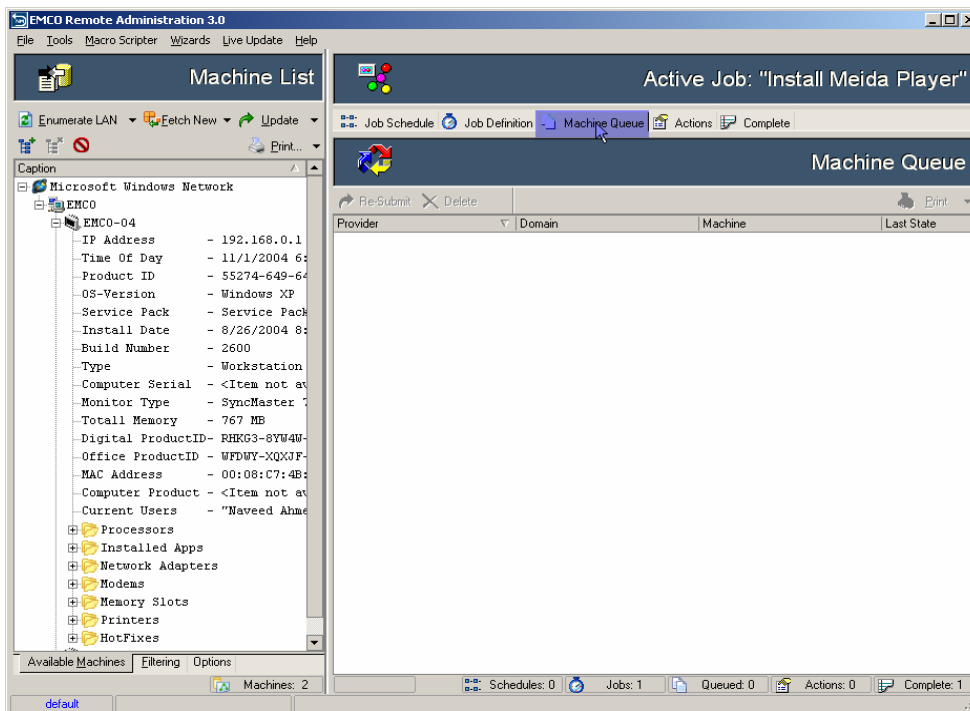 EMCO Remote Administration 3.0
File Tools Macro Scripter Wizards Live Update Help
Machine List
Active Job: "Install Meida Player"
Enumerate LAN Fetch New Update
Print...
Job Schedule Job Definition Machine Queue Actions Complete
Machine Queue
Caption
Re-Submit Delete Print
Provider Domain Machine Last State
Microsoft Windows Network
EMCO
EMCO-04
IP Address - 192.168.0.1
Time Of Day - 11/1/2004 6:
Product ID - 55274-649-64
OS-Version - Windows XP
Service Pack - Service Pack
Install Date - 8/26/2004 8:
Build Number - 2600
Type - Workstation
Computer Serial - <Item not av
Monitor Type - SyncMaster 7
Totall Memory - 767 MB
Digital ProductID- RHKG3-8YW4W-
Office ProductID - WFDWY-XQXJF-
MAC Address - 00:08:C7:4B:
Computer Product - <Item not av
Current Users - "Naveed Ahme
Processors
Installed Apps
Network Adapters
Modems
Memory Slots
Printers
HotFixes
Available Machines Filtering Options
Machines: 2
Schedules: 0 Jobs: 1 Queued: 0 Actions: 0 Complete: 1
default